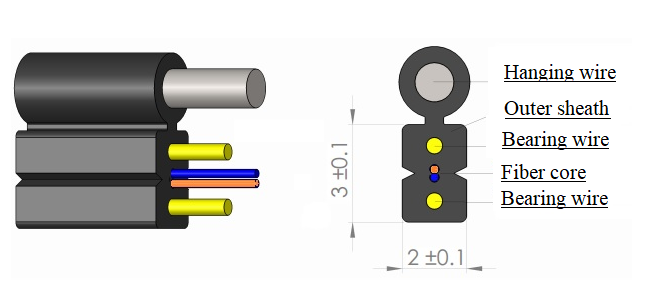 Hanging wire
Outer sheath
Bearing wire
Fiber core
Bearing wire
3 ±0.1
2 ±0.1